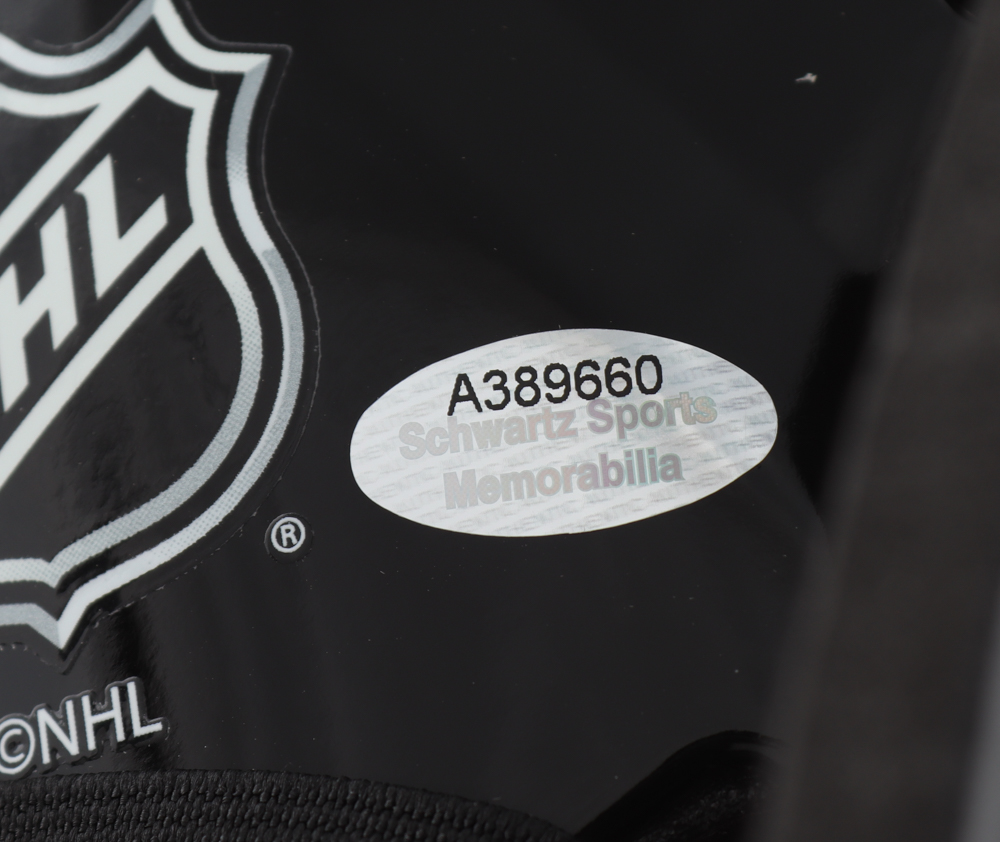 HL
A389660
Schwartz Sports
Memorabilia
®
©NHL